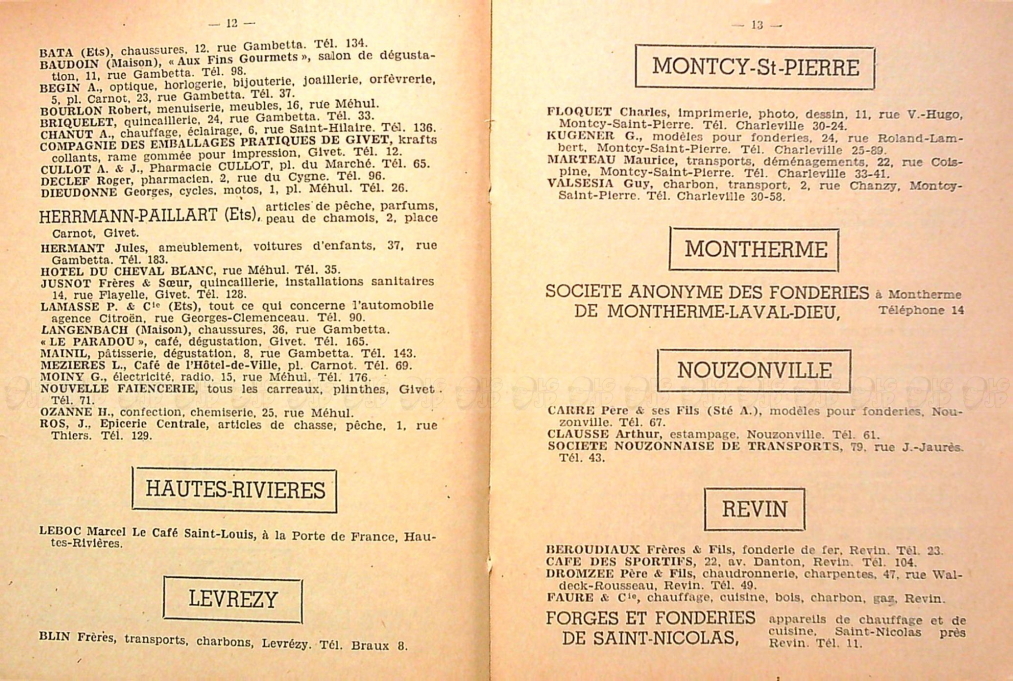 — 12 —
BATA (Ets), chaussures, 12, rue Gambetta. Tél. 134.
BAUDOIN (Maison), « Aux Fins Gourmets », salon de dégusta-
tion, 11, rue Gambetta. Tél. 98.
BEGIN A., optique, horlogerie, bijouterie, joaillerie, orfèvrerie,
5, pl. Carnot, 23, rue Gambetta. Tél. 37.
BOURLON Robert, menuiserie, meubles, 16, rue Méhul.
BRIQUELET, quincaillerie, 24, rue Gambetta. Tél. 33.
CHANUT A., chauffage, éclairage, 6, rue Saint-Hilaire. Tél. 136.
COMPAGNIE DES EMBALLAGES PRATIQUES DE GIVET, krafts
collants, rame gommée pour impression, Givet. Tél. 12.
CULLOT A. & J., Pharmacie CULLOT, pl. du Marché. Tél. 65.
DECLEF Roger, pharmacien, 2, rue du Cygne. Tél. 96.
DIEUDONNE Georges, cycles, motos, 1, pl. Méhul. Tél. 26.
HERRMANN-PAILLART (Ets), articles de pêche, parfums,
peau de chamois, 2, place
Carnot, Givet.
HERMANT Jules, ameublement, voitures d'enfants, 37, rue
Gambetta. Tél. 183.
HOTEL DU CHEVAL BLANC, rue Méhul. Tél. 35.
JUSNOT Frères & Sœur, quincaillerie, installations sanitaires
14, rue Flayelle, Givet. Tél. 128.
LAMASSE P. & Cie (Ets), tout ce qui concerne l'automobile
agence Citroën, rue Georges-Clemenceau. Tél. 90.
LANGENBACH (Maison), chaussures, 36, rue Gambetta.
« LE PARADOU », café, dégustation, Givet. Tél. 165.
MAINIL, pâtisserie, dégustation, 8, rue Gambetta. Tél. 143.
MEZIERES L., Café de l'Hôtel-de-Ville, pl. Carnot. Tél. 69.
MOINY G., électricité, radio, 15, rue Méhul. Tél. 176.
NOUVELLE FAIENCERIE, tous les carreaux, plinthes, Givet.
Tél. 71.
OZANNE H., confection, chemiserie, 25, rue Méhul.
ROS, J., Epicerie Centrale, articles de chasse, pêche, 1, rue
Thiers. Tél. 129.
HAUTES-RIVIERES
LEBOC Marcel Le Café Saint-Louis, à la Porte de France, Hau-
tes-Rivières.
LEVREZY
BLIN Frères, transports, charbons, Levrézy. Tél. Braux 8.
— 13 —
MONTCY-St-PIERRE
FLOQUET Charles, imprimerie, photo, dessin, 11, rue V.-Hugo,
Montcy-Saint-Pierre. Tél. Charleville 30-24.
KUGENER G., modèles pour fonderies, 24, rue Roland-Lam-
bert, Montcy-Saint-Pierre. Tél. Charleville 25-89.
MARTEAU Maurice, transports, déménagements, 22, rue Cois-
pine, Montcy-Saint-Pierre. Tél. Charleville 33-41.
VALSESIA Guy, charbon, transport, 2, rue Chanzy, Montcy-
Saint-Pierre. Tél. Charleville 30-58.
MONTHERME
SOCIETE ANONYME DES FONDERIES à Montherme
DE MONTHERME-LAVAL-DIEU, Téléphone 14
NOUZONVILLE
CARRE Père & ses Fils (Sté A.), modèles pour fonderies, Nou-
zonville. Tél. 67.
CLAUSSE Arthur, estampage, Nouzonville. Tél. 61.
SOCIETE NOUZONNAISE DE TRANSPORTS, 79, rue J.-Jaurès.
Tél. 43.
REVIN
BEROUDIAUX Frères & Fils, fonderie de fer, Revin. Tél. 23.
CAFE DES SPORTIFS, 22, av. Danton, Revin. Tél. 104.
DROMZEE Père & Fils, chaudronnerie, charpentes, 47, rue Wal-
deck-Rousseau, Revin. Tél. 49.
FAURE & Cie, chauffage, cuisine, bois, charbon, gaz, Revin.
FORGES ET FONDERIES appareils de chauffage et de
DE SAINT-NICOLAS, cuisine, Saint-Nicolas près
Revin. Tél. 11.